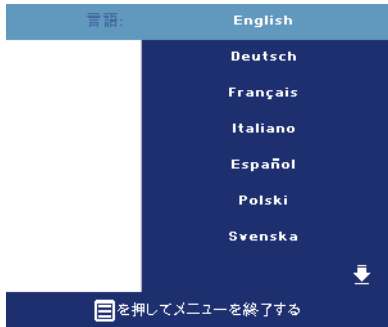 言語: English
Deutsch
Français
Italiano
Español
Polski
Svenska
を押してメニューを終了する